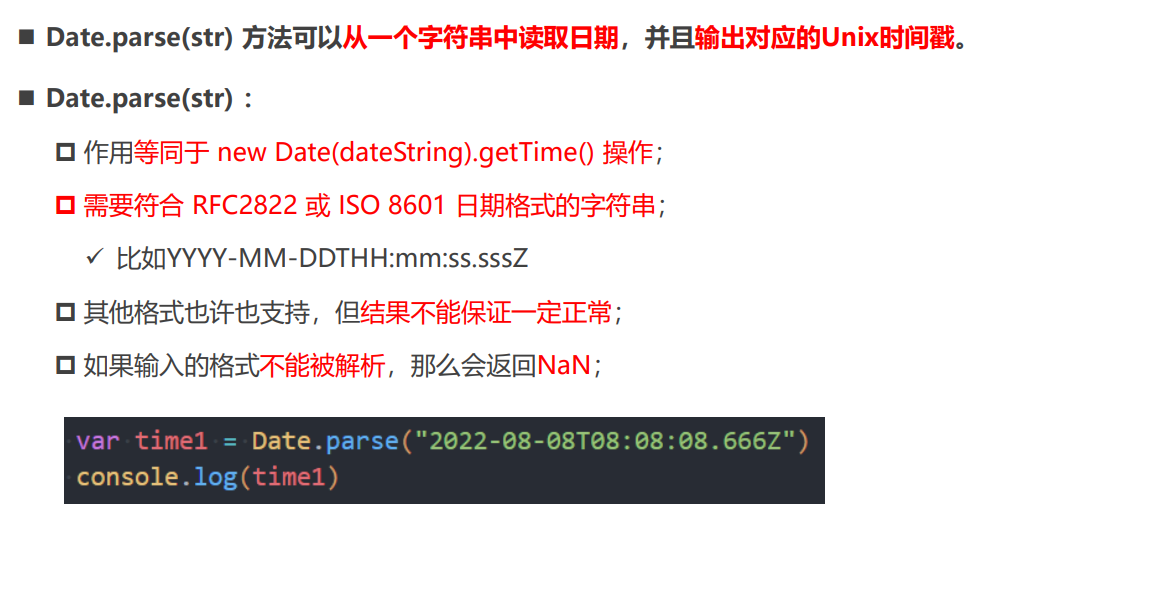 Date.parse(str) 方法可以从一个字符串中读取日期，并且输出对应的Unix时间戳。
Date.parse(str) ：
作用等同于 new Date(dateString).getTime() 操作；
需要符合 RFC2822 或 ISO 8601 日期格式的字符串；
✓ 比如YYYY-MM-DDTHH:mm:ss.sssZ
其他格式也许也支持，但结果不能保证一定正常；
如果输入的格式不能被解析，那么会返回NaN；
var time1 = Date.parse("2022-08-08T08:08:08.666Z")
console.log(time1)